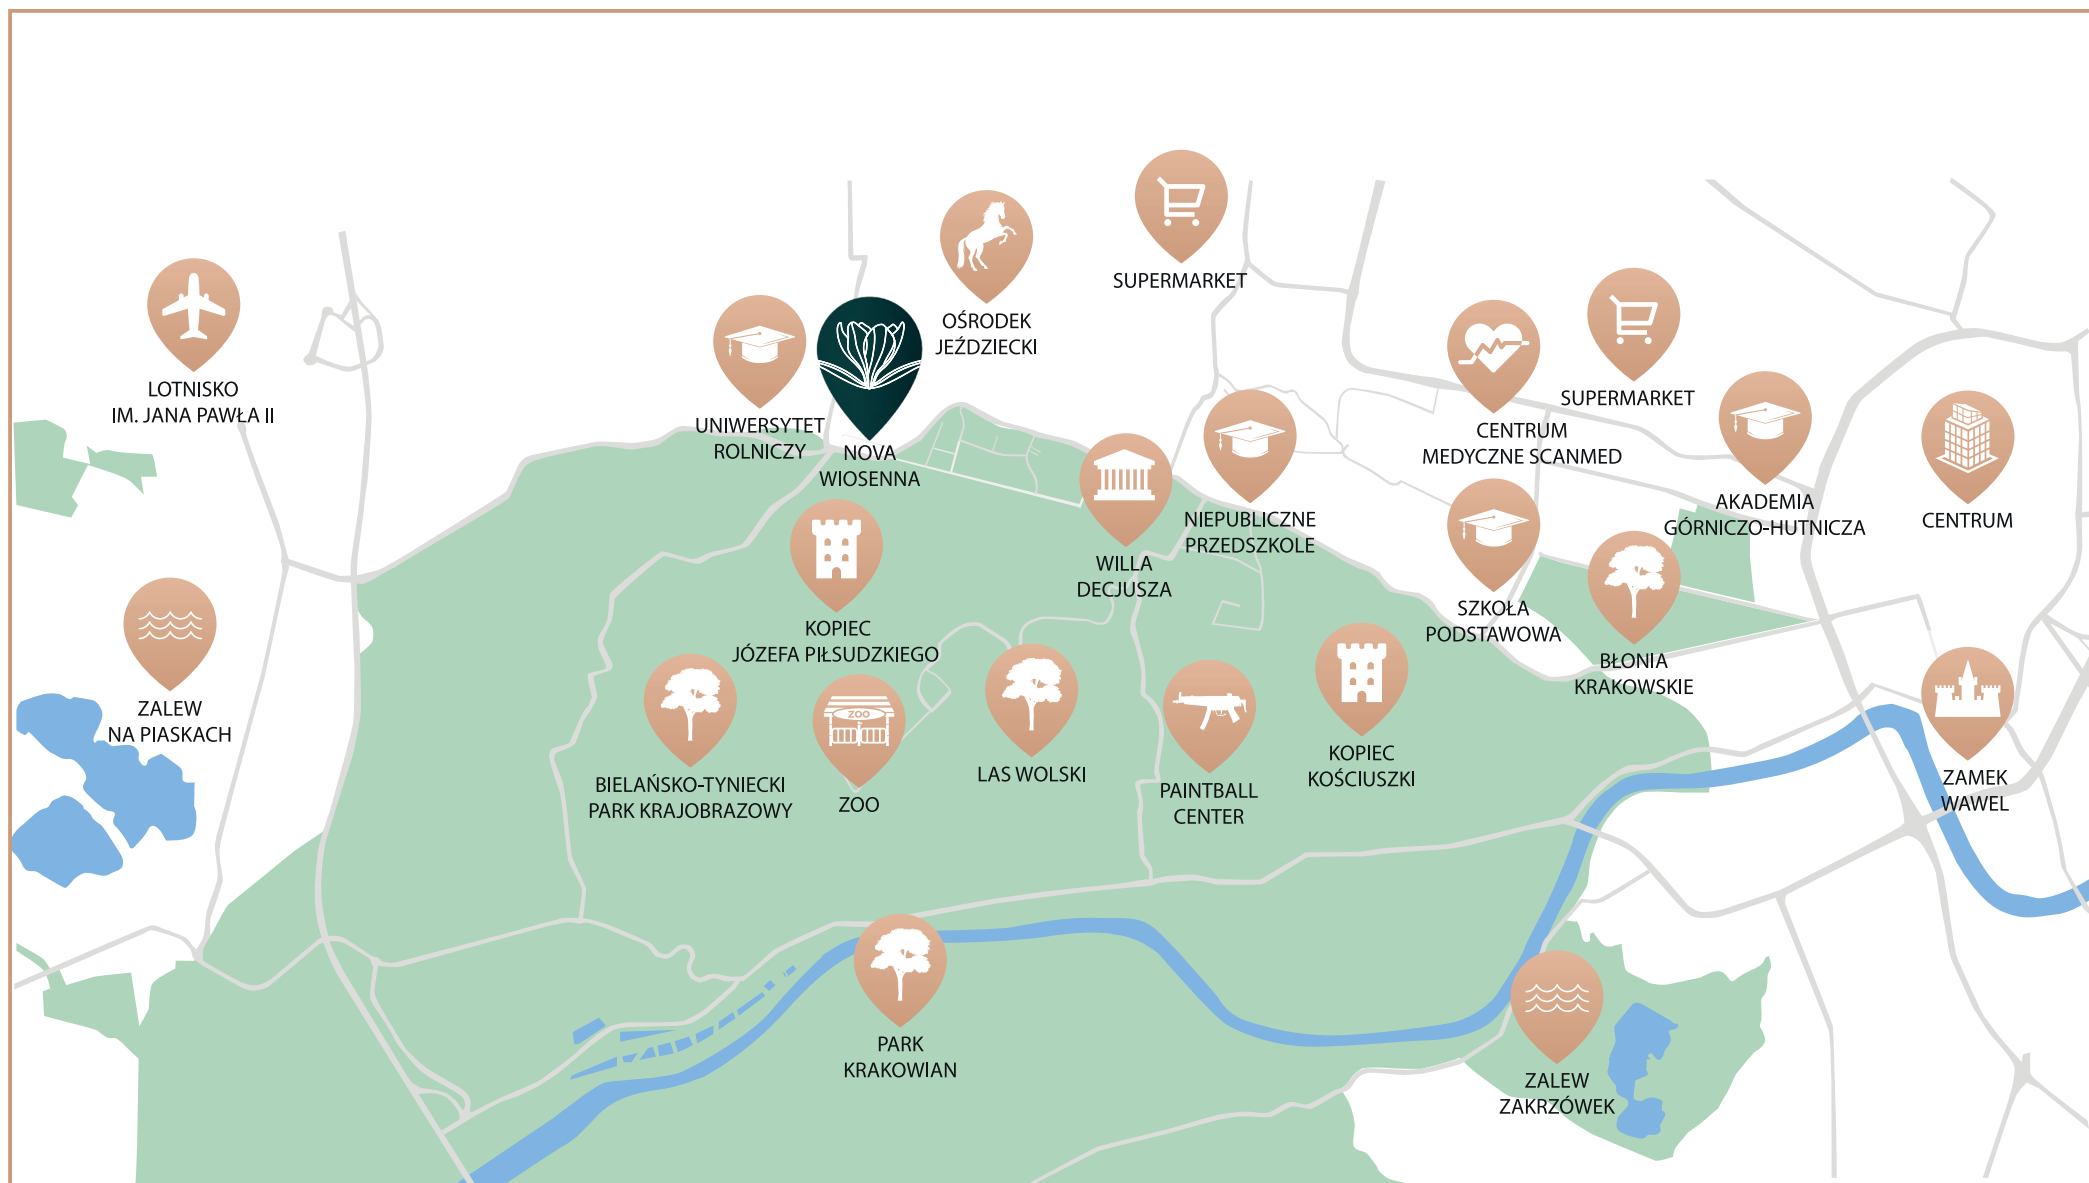 SUPERMARKET
OŚRODEK
JEŹDZIECKI
LOTNISKO
IM. JANA PAWŁA II
UNIWERSYTET
ROLNICZY
NOVA
WIOSENNA
SUPERMARKET
CENTRUM
MEDYCZNE SCANMED
AKADEMIA
GÓRNICZO-HUTNICZA
CENTRUM
NIEPUBLICZNE
PRZEDSZKOLE
WILLA
DECJUSZA
SZKOŁA
PODSTAWOWA
KOPIEC
JÓZEFA PIŁSUDZKIEGO
BŁONIA
KRAKOWSKIE
ZALEW
NA PIASKACH
ZOO
BIELAŃSKO-TYNIECKI
PARK KRAJOBRAZOWY
ZOO
LAS WOLSKI
PAINTBALL
CENTER
KOPIEC
KOŚCIUSZKI
ZAMEK
WAWEL
PARK
KRAKOWIAN
ZALEW
ZAKRZÓWEK